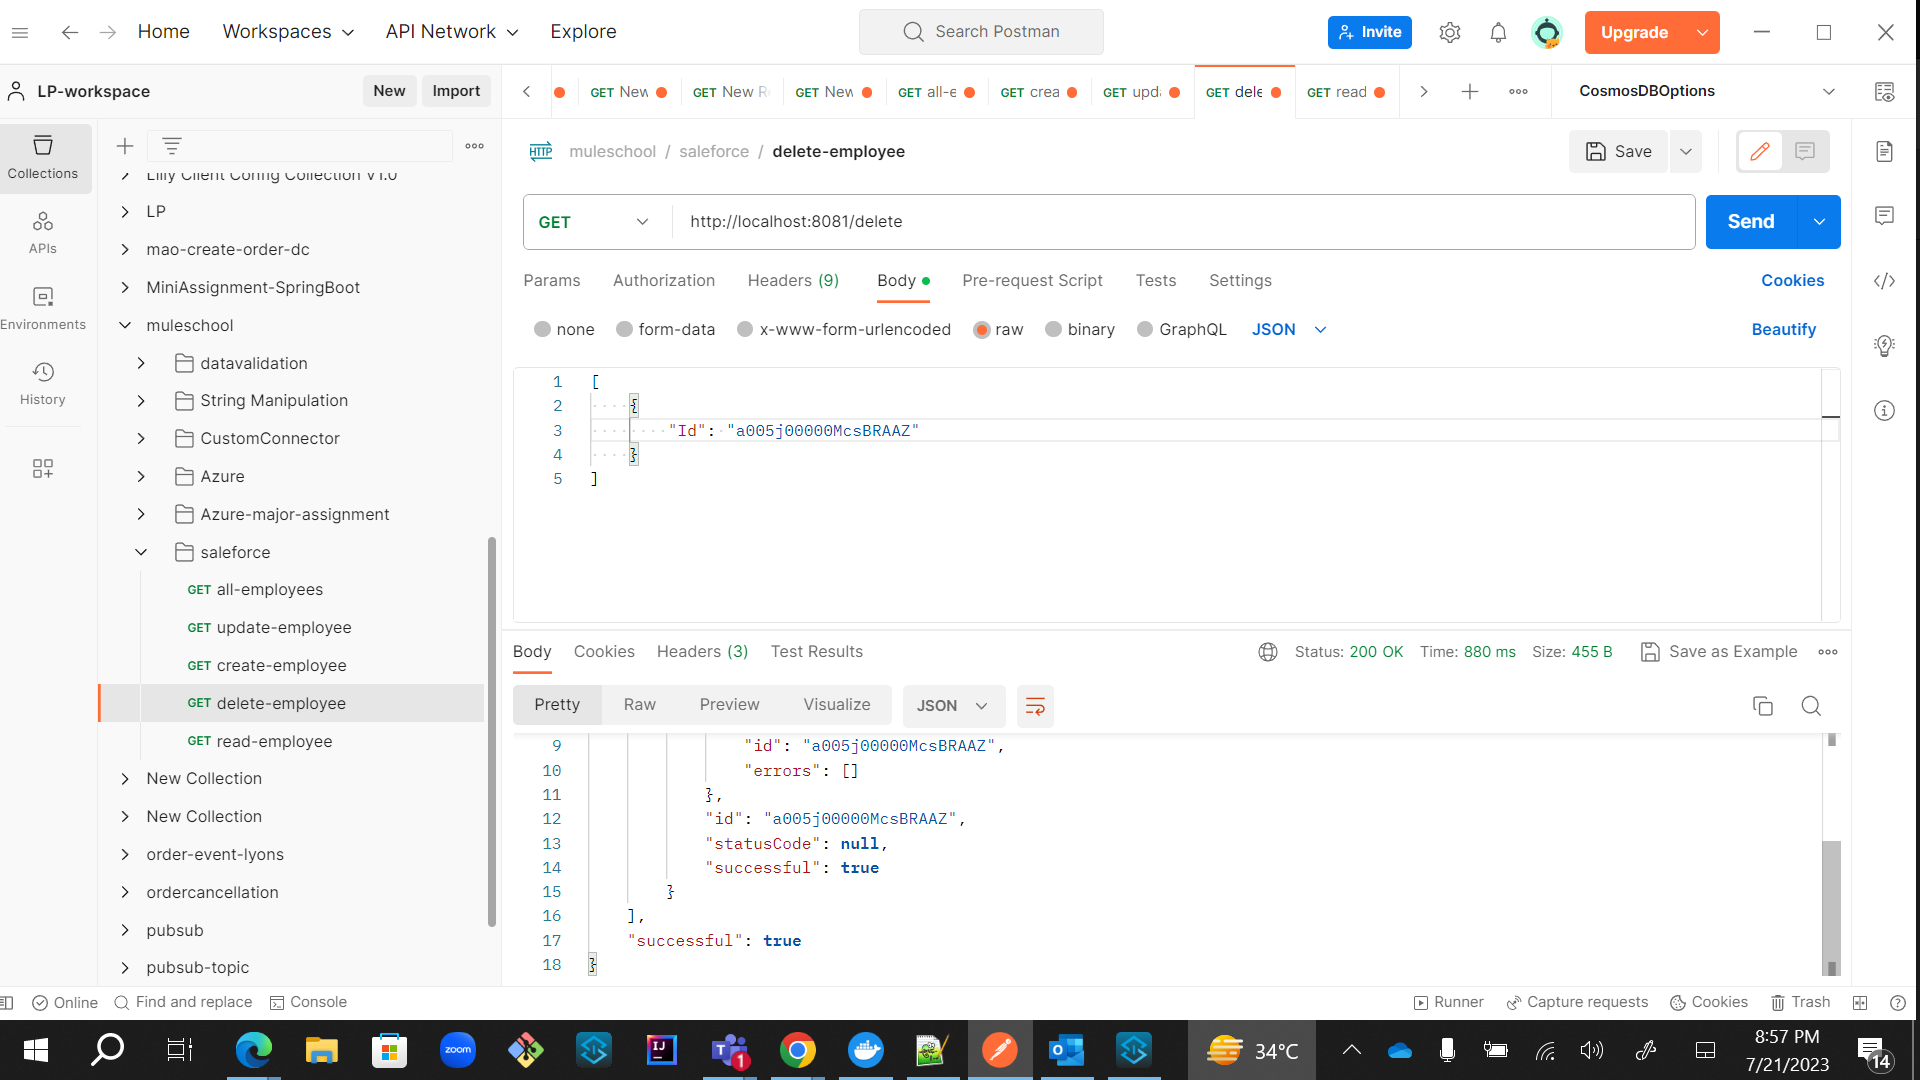 Home
Workspaces
API Network
Explore
Search Postman
Invite
Upgrade
LP-workspace
New
Import
GET New
GET New R
GET New
GET all-e
GET crea
GET upd
GET dele
GET read
CosmosDBOptions
Collections
APIs
Environments
History
Lilly Client Config Collection V1.0
LP
mao-create-order-dc
MiniAssignment-SpringBoot
muleschool
datavalidation
String Manipulation
CustomConnector
Azure
Azure-major-assignment
saleforce
GET all-employees
GET update-employee
GET create-employee
GET delete-employee
GET read-employee
New Collection
New Collection
order-event-lyons
ordercancellation
pubsub
pubsub-topic
HTTP muleschool / saleforce / delete-employee
Save
GET
http://localhost:8081/delete
Send
Params Authorization Headers (9) Body Pre-request Script Tests Settings
Cookies
none form-data x-www-form-urlencoded raw binary GraphQL JSON
Beautify
1 [
2 {
3 "Id": "a005j00000McsBRAAZ"
4 }
5 ]
Body Cookies Headers (3) Test Results
Status: 200 OK Time: 880 ms Size: 455 B
Save as Example
Pretty Raw Preview Visualize JSON
9 "id": "a005j00000McsBRAAZ",
10 "errors": []
11 },
12 "id": "a005j00000McsBRAAZ",
13 "statusCode": null,
14 "successful": true
15 }
16 ],
17 "successful": true
18 }
Online
Find and replace
Console
Runner
Capture requests
Cookies
Trash
zoom
IJ
T
1
34°C
8:57 PM
7/21/2023
14